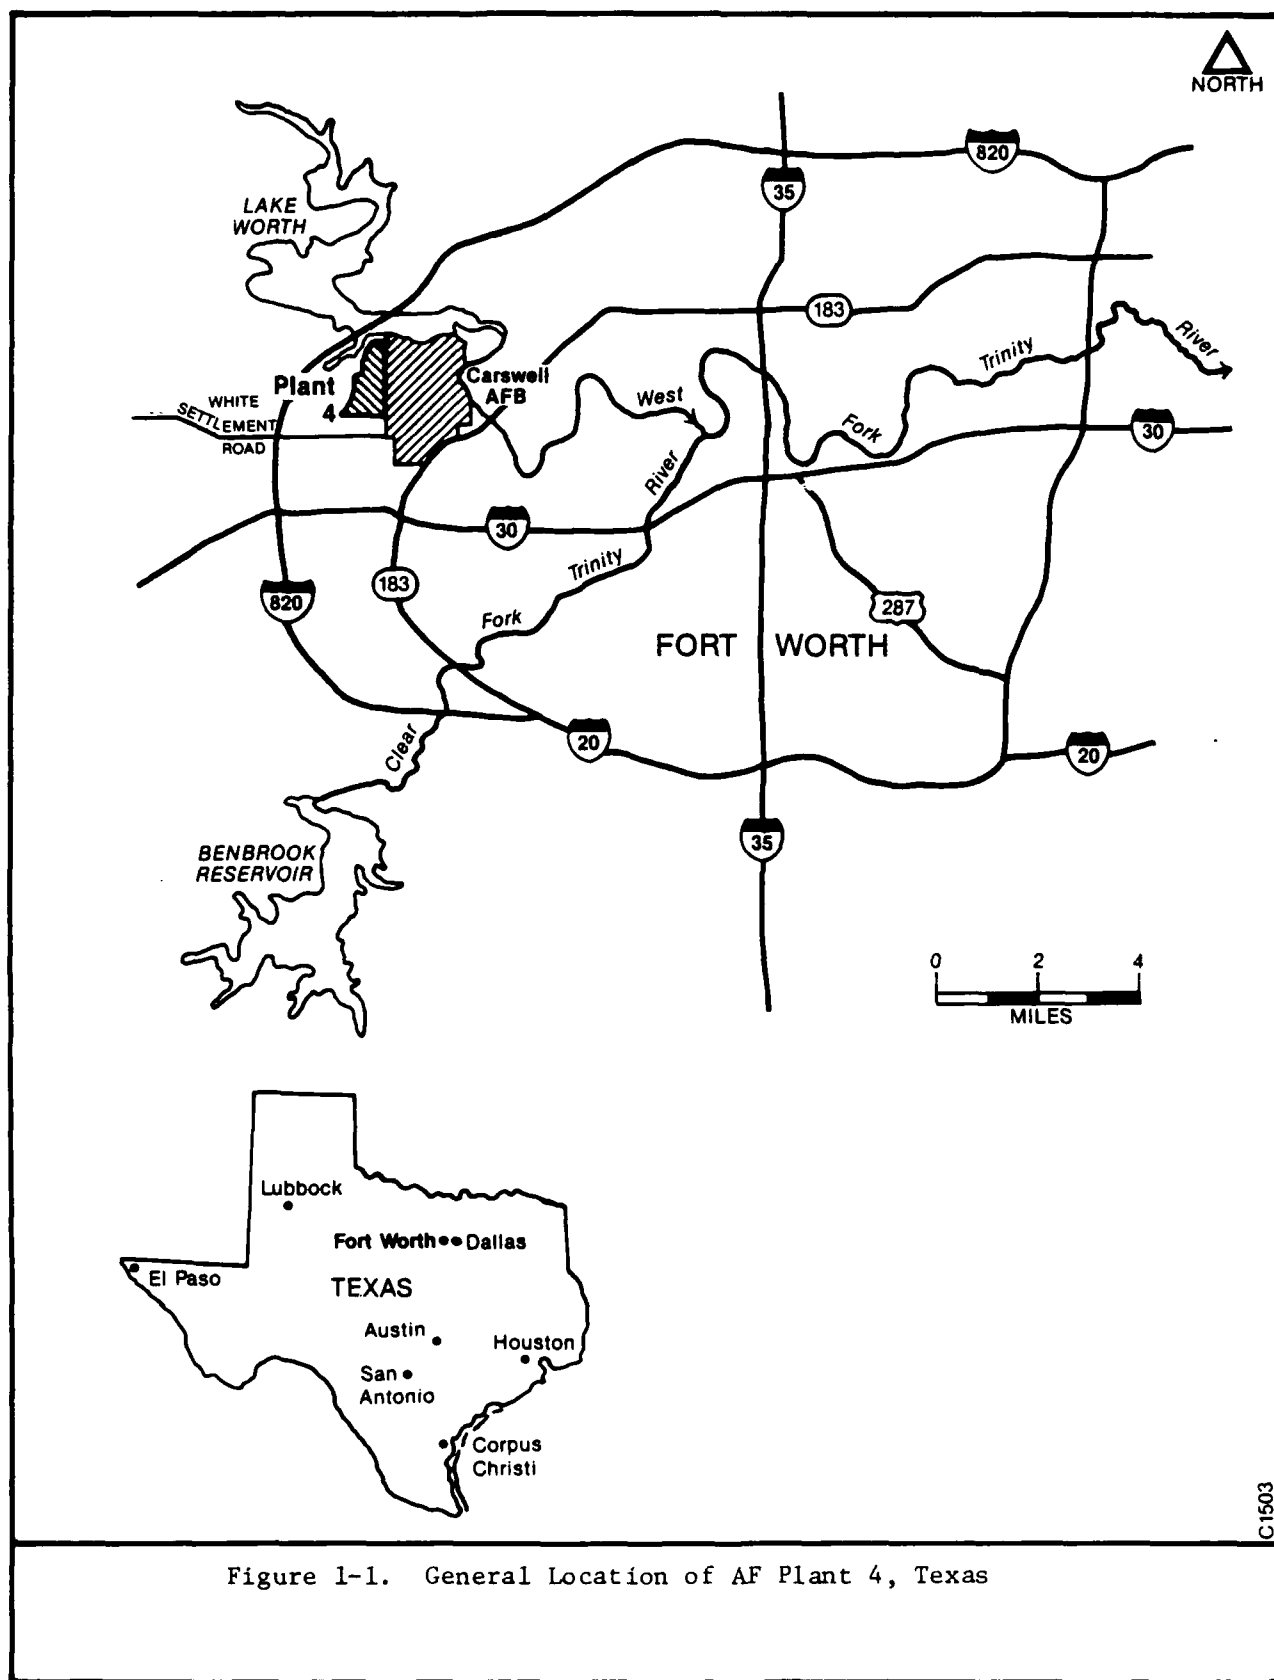 NORTH
820
35
LAKE
WORTH
183
Trinity
River
Plant
4
Carswell
AFB
West
WHITE
SETTLEMENT
ROAD
Fork
30
River
30
Trinity
820
183
287
Fork
FORT WORTH
Clear
20
20
35
BENBROOK
RESERVOIR
0 2 4
MILES
Lubbock
Fort Worth Dallas
El Paso
TEXAS
Austin
Houston
San
Antonio
Corpus
Christi
C1503
Figure 1-1. General Location of AF Plant 4, Texas